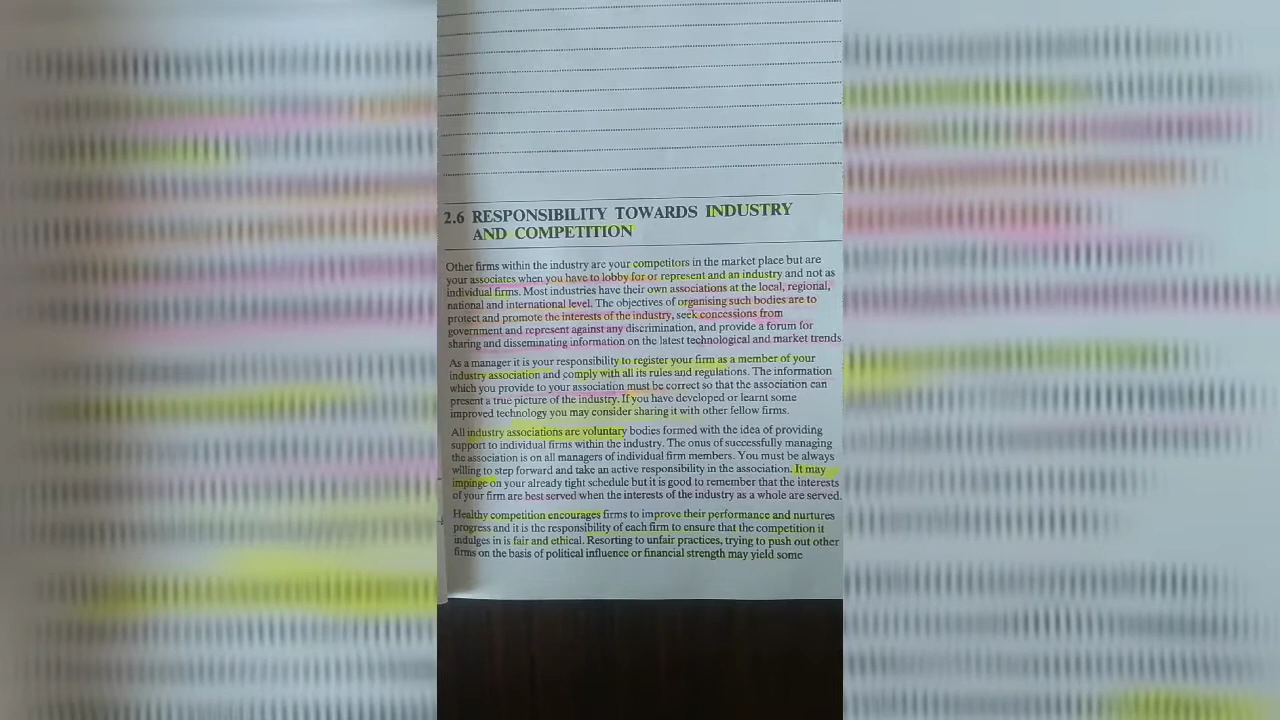 2.6 RESPONSIBILITY TOWARDS INDUSTRY
AND COMPETITION
Other firms within the industry are your competitors in the market place but are
your associates when you have to lobby for or represent and an industry and not as
individual firms. Most industries have their own associations at the local, regional,
national and international level. The objectives of organising such bodies are to
protect and promote the interests of the industry, seek concessions from
government and represent against any discrimination, and provide a forum for
sharing and disseminating information on the latest technological and market trends
As a manager it is your responsibility to register your firm as a member of your
industry association and comply with all its rules and regulations. The information
which you provide to your association must be correct so that the association can
present a true picture of the industry. If you have developed or learnt some
improved technology you may consider sharing it with other fellow firms.
All industry associations are voluntary bodies formed with the idea of providing
support to individual firms within the industry. The onus of successfully managing
the association is on all managers of individual firm members. You must be always
willing to step forward and take an active responsibility in the association. It may
impinge on your already tight schedule but it is good to remember that the interests
of your firm are best served when the interests of the industry as a whole are served.
Healthy competition encourages firms to improve their performance and nurtures
progress and it is the responsibility of each firm to ensure that the competition it
indulges in is fair and ethical. Resorting to unfair practices, trying to push out other
firms on the basis of political influence or financial strength may yield some